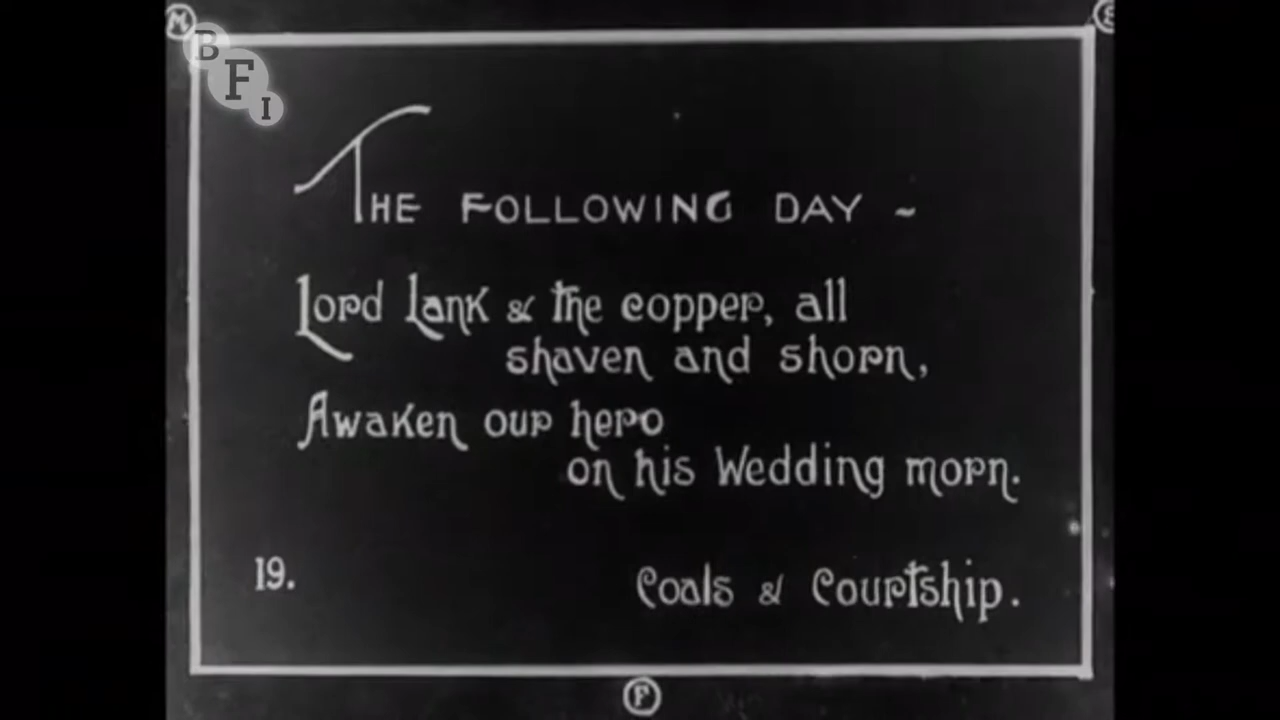 M
S
BFI
THE FOLLOWING DAY ~
Lord Lank & the copper, all
shaven and shorn,
Awaken our hero
on his Wedding morn.
19.
Coals & Courtship.
F